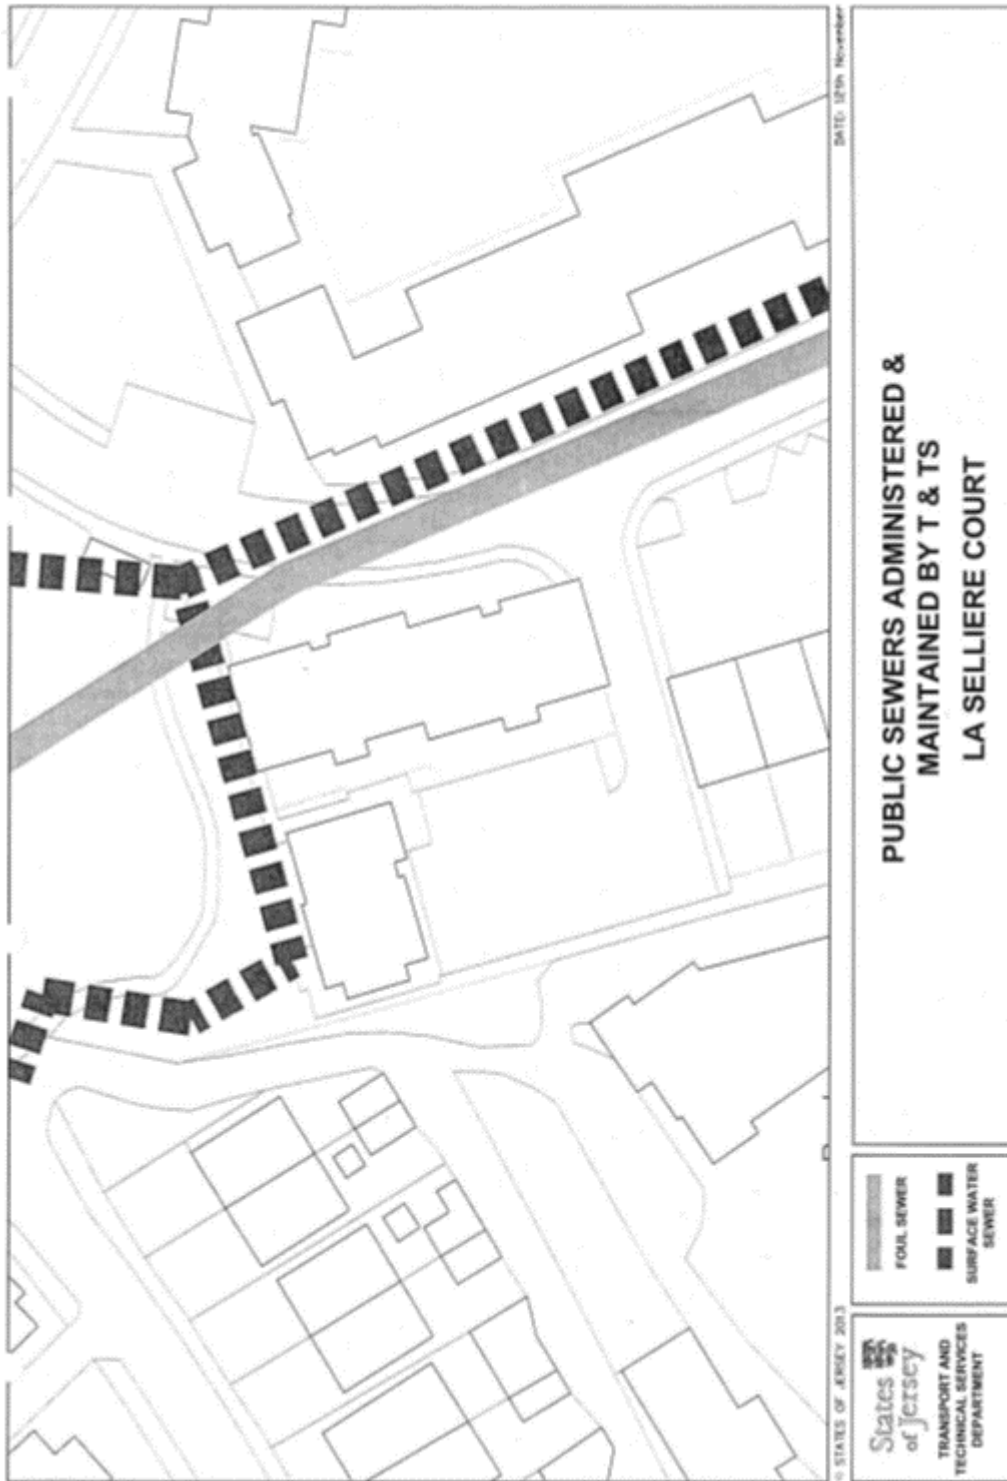 © STATES OF JERSEY 2013
DATE: 12th November
PUBLIC SEWERS ADMINISTERED &
MAINTAINED BY T & TS
LA SELLIERE COURT
FOUL SEWER
SURFACE WATER
SEWER
States
of Jersey
TRANSPORT AND
TECHNICAL SERVICES
DEPARTMENT